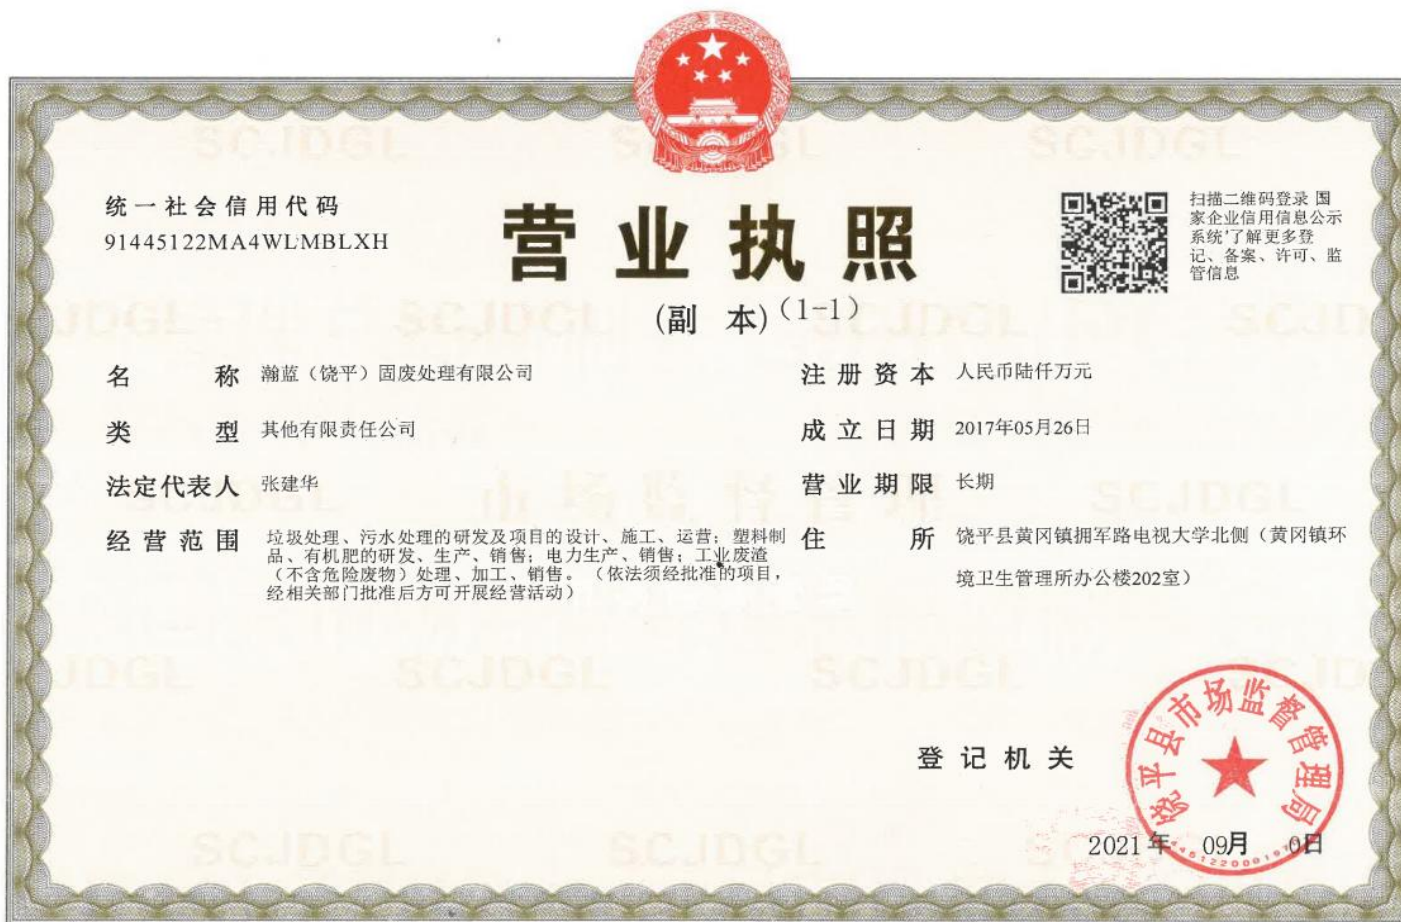 统一社会信用代码
91445122MA4WLMBLXH
营业执照
(副 本)(1-1)
扫描二维码登录 国
家企业信用信息公示
系统'了解更多登
记、备案、许可、监
管信息
名 称 瀚蓝（饶平）固废处理有限公司
类 型 其他有限责任公司
法定代表人 张建华
经营范围 垃圾处理、污水处理的研发及项目的设计、施工、运营；塑料制
品、有机肥的研发、生产、销售；电力生产、销售；工业废渣
（不含危险废物）处理、加工、销售。（依法须经批准的项目，
经相关部门批准后方可开展经营活动）
注册资本 人民币陆仟万元
成立日期 2017年05月26日
营业期限 长期
住 所 饶平县黄冈镇拥军路电视大学北侧（黄冈镇环
境卫生管理所办公楼202室）
登记机关
饶平县市场监督管理局
2021年 09月 0日
SCJDGL